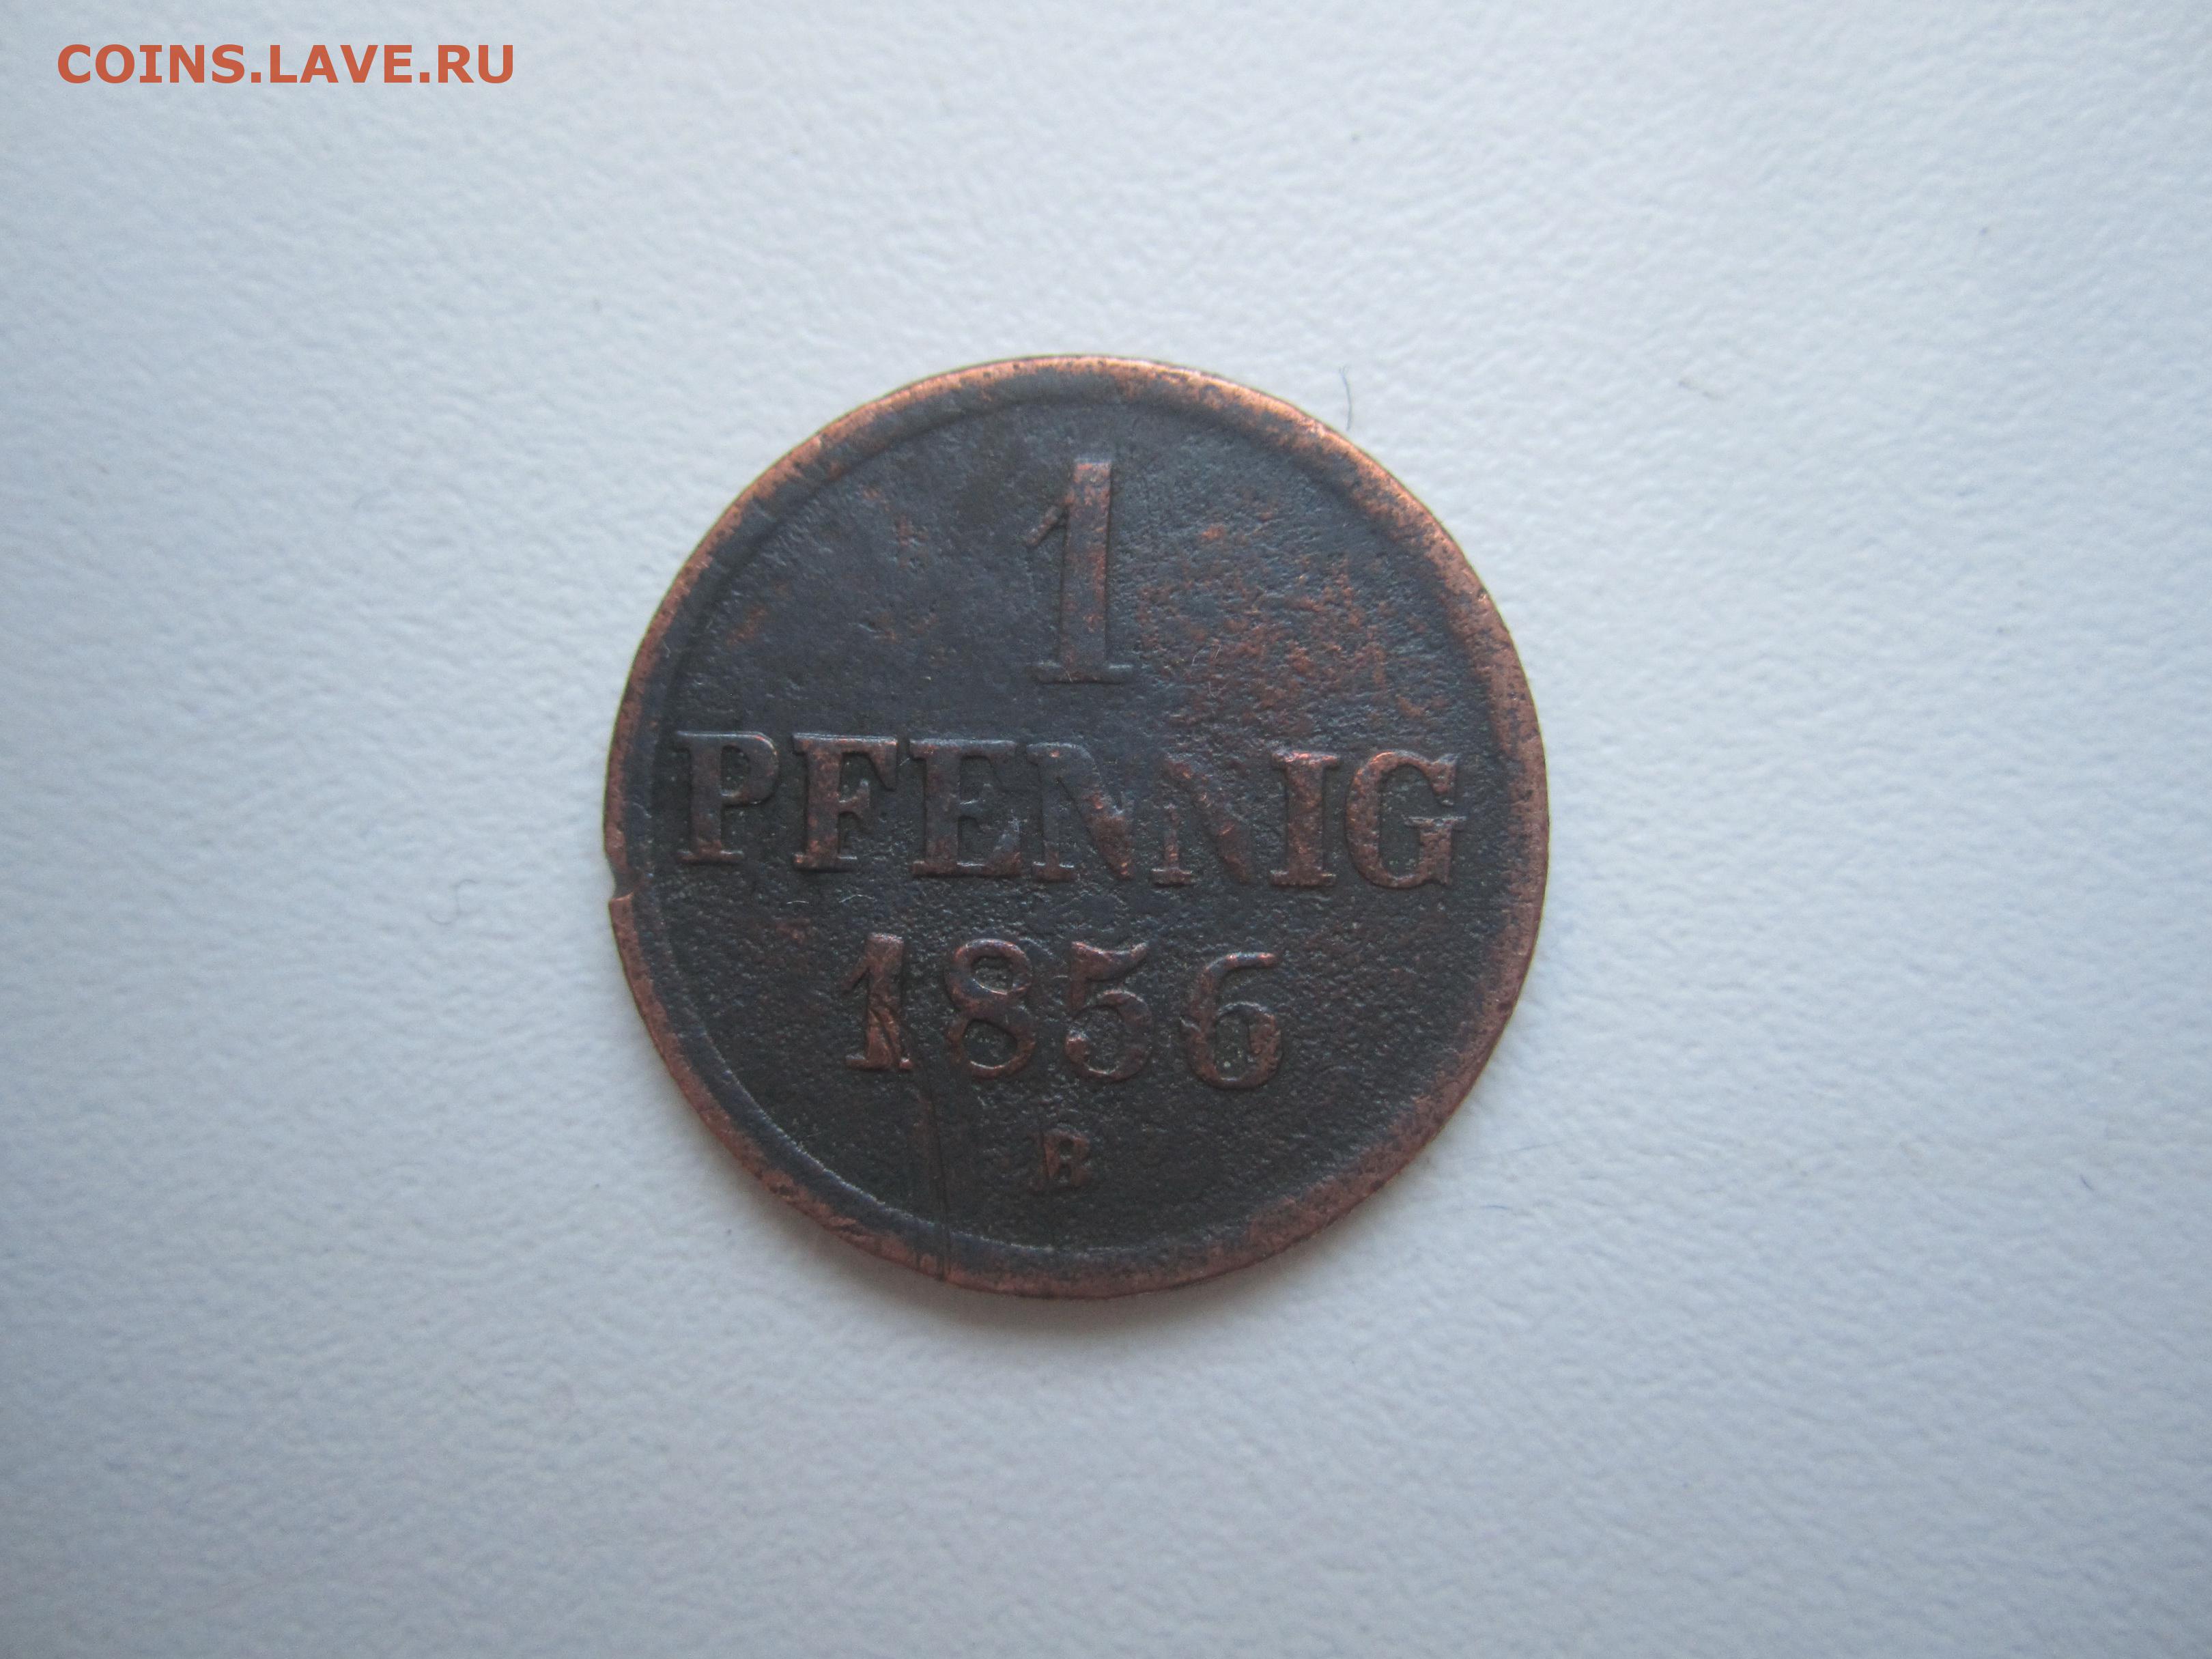 COINS.LAVE.RU
1
PFENNIG
1856
B